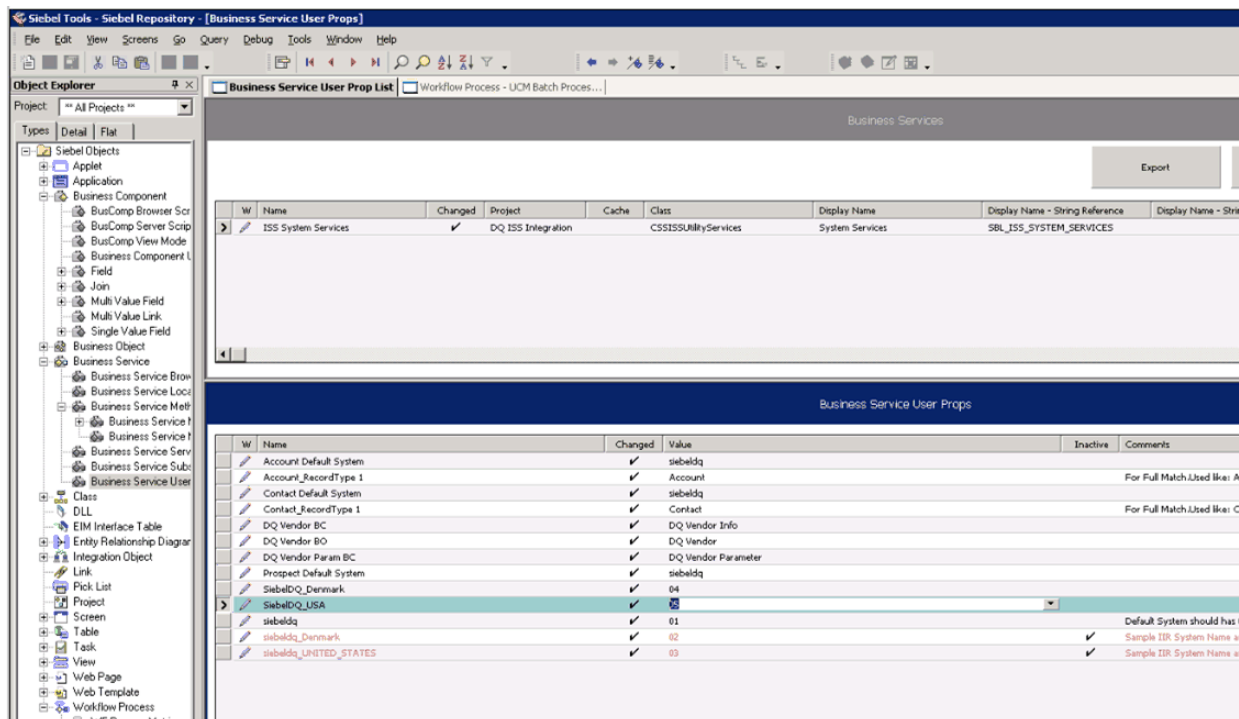 Siebel Tools - Siebel Repository - [Business Service User Props]
File Edit View Screens Go Query Debug Tools Window Help
Object Explorer
Project: ** All Projects **
Types Detail Flat
Siebel Objects
Applet
Application
Business Component
BusComp Browser Scr
BusComp Server Scrip
BusComp View Mode
Business Component U
Field
Join
Multi Value Field
Multi Value Link
Single Value Field
Business Object
Business Service
Business Service Brow
Business Service Loca
Business Service Meth
Business Service M
Business Service M
Business Service Serv
Business Service Subs
Business Service User
Class
DLL
EIM Interface Table
Entity Relationship Diagrar
Integration Object
Link
Pick List
Project
Screen
Table
Task
View
Web Page
Web Template
Workflow Process
Business Service User Prop List Workflow Process - UCM Batch Proces...
Business Services
Export
W Name Changed Project Cache Class Display Name Display Name - String Reference Display Name - Stri
ISS System Services DQ ISS Integration CSSISSUtilityServices System Services SBL_ISS_SYSTEM_SERVICES
Business Service User Props
W Name Changed Value Inactive Comments
Account Default System siebeldq
Account_RecordType 1 Account For Full Match.Used like: A
Contact Default System siebeldq
Contact_RecordType 1 Contact For Full Match.Used like: C
DQ Vendor BC DQ Vendor Info
DQ Vendor BO DQ Vendor
DQ Vendor Param BC DQ Vendor Parameter
Prospect Default System siebeldq
SiebelDQ_Denmark 04
SiebelDQ_USA 05
siebeldq 01 Default System should has
siebeldq_Denmark 02 Sample IIR System Name a
siebeldq_UNITED_STATES 03 Sample IIR System Name a